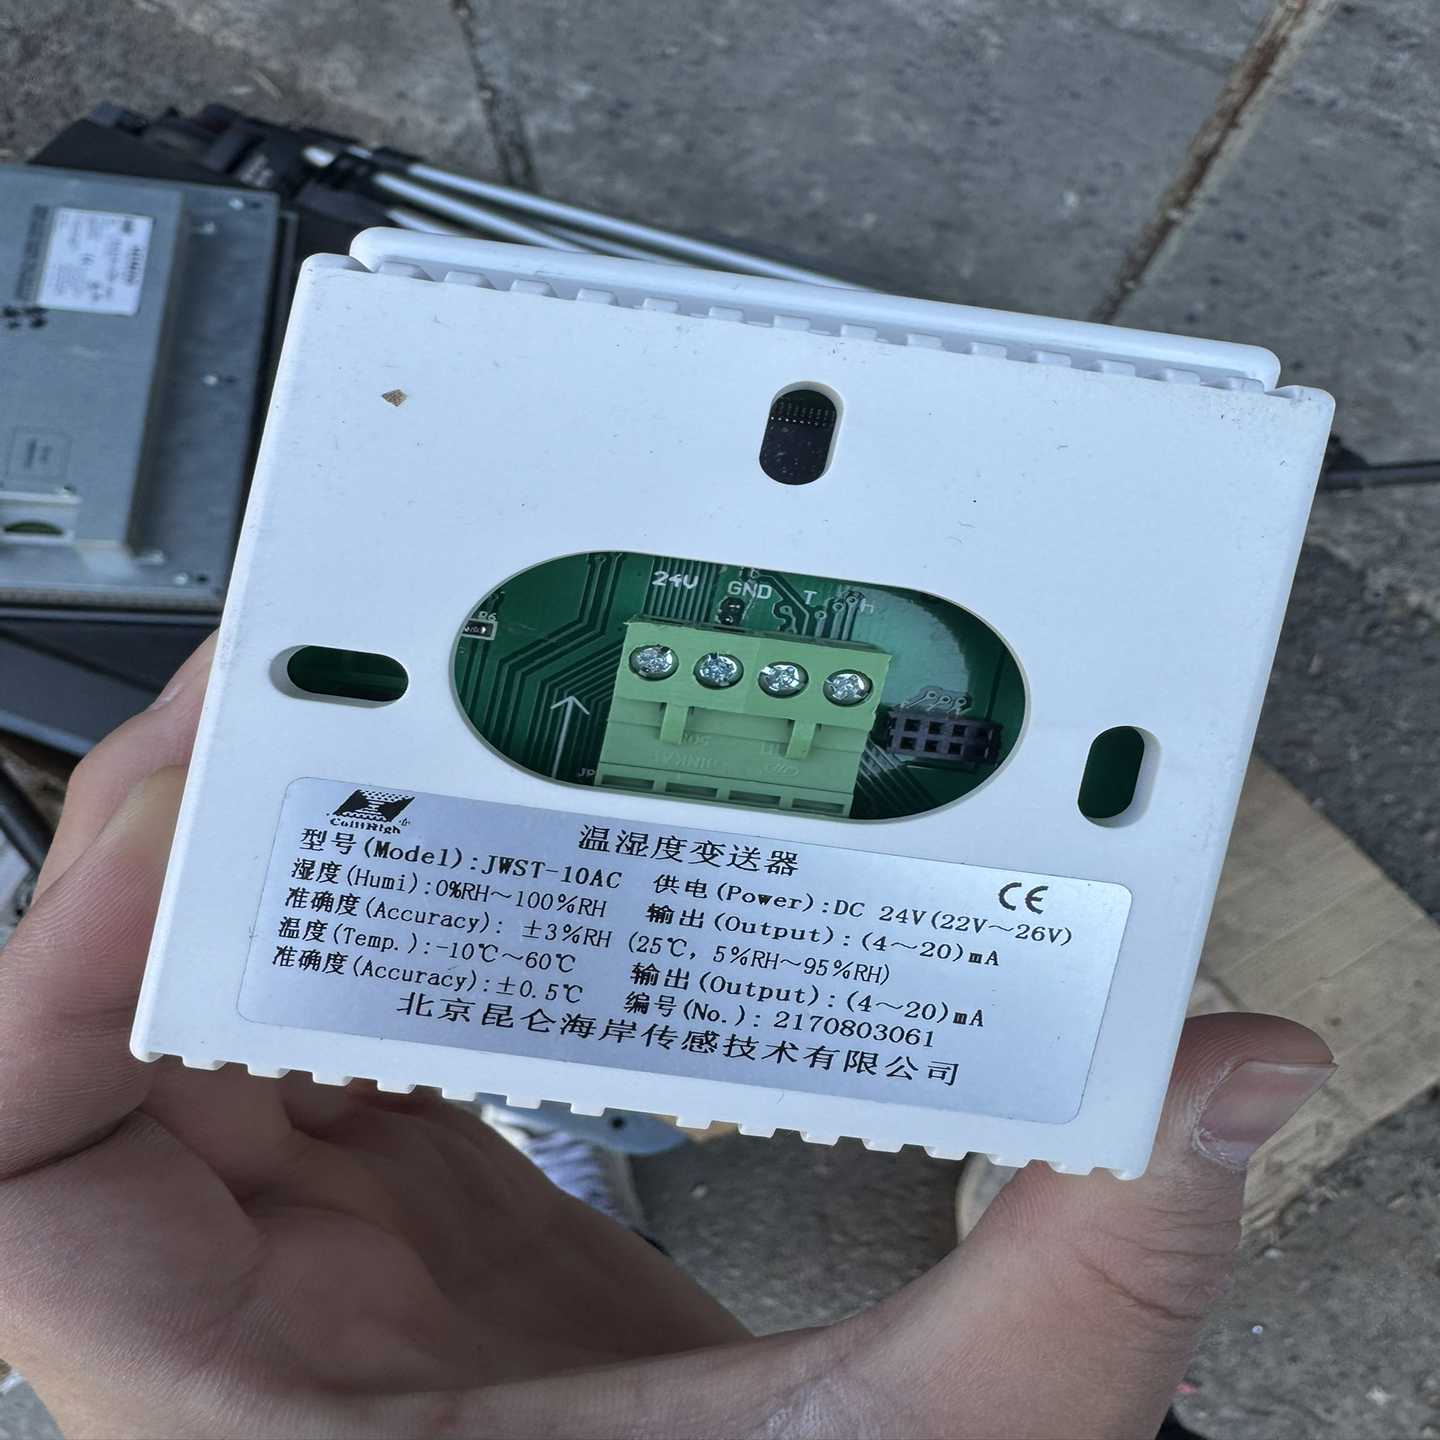 24V GND T H
R6
JP
CollHigh
温湿度变送器
型号(Model):JWST-10AC 供电(Power):DC 24V(22V～26V)
湿度(Humi):0%RH～100%RH 输出(Output):(4～20)mA
准确度(Accuracy): ±3%RH (25℃, 5%RH～95%RH)
温度(Temp.):-10℃～60℃ 输出(Output):(4～20)mA
准确度(Accuracy):±0.5℃ 编号(No.): 2170803061
北京昆仑海岸传感技术有限公司
CE